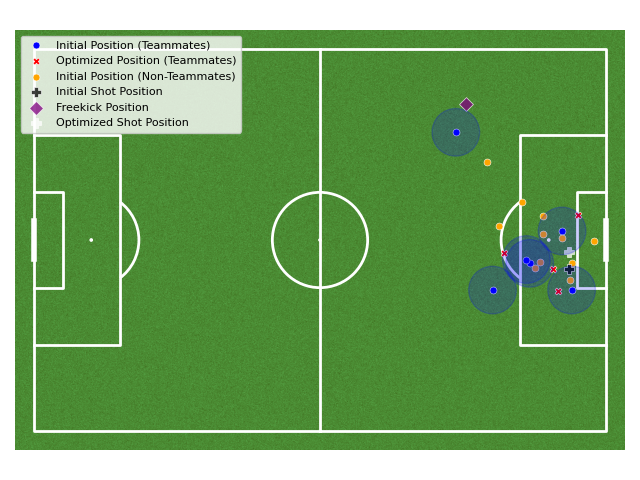 Initial Position (Teammates)
Optimized Position (Teammates)
Initial Position (Non-Teammates)
Initial Shot Position
Freekick Position
Optimized Shot Position